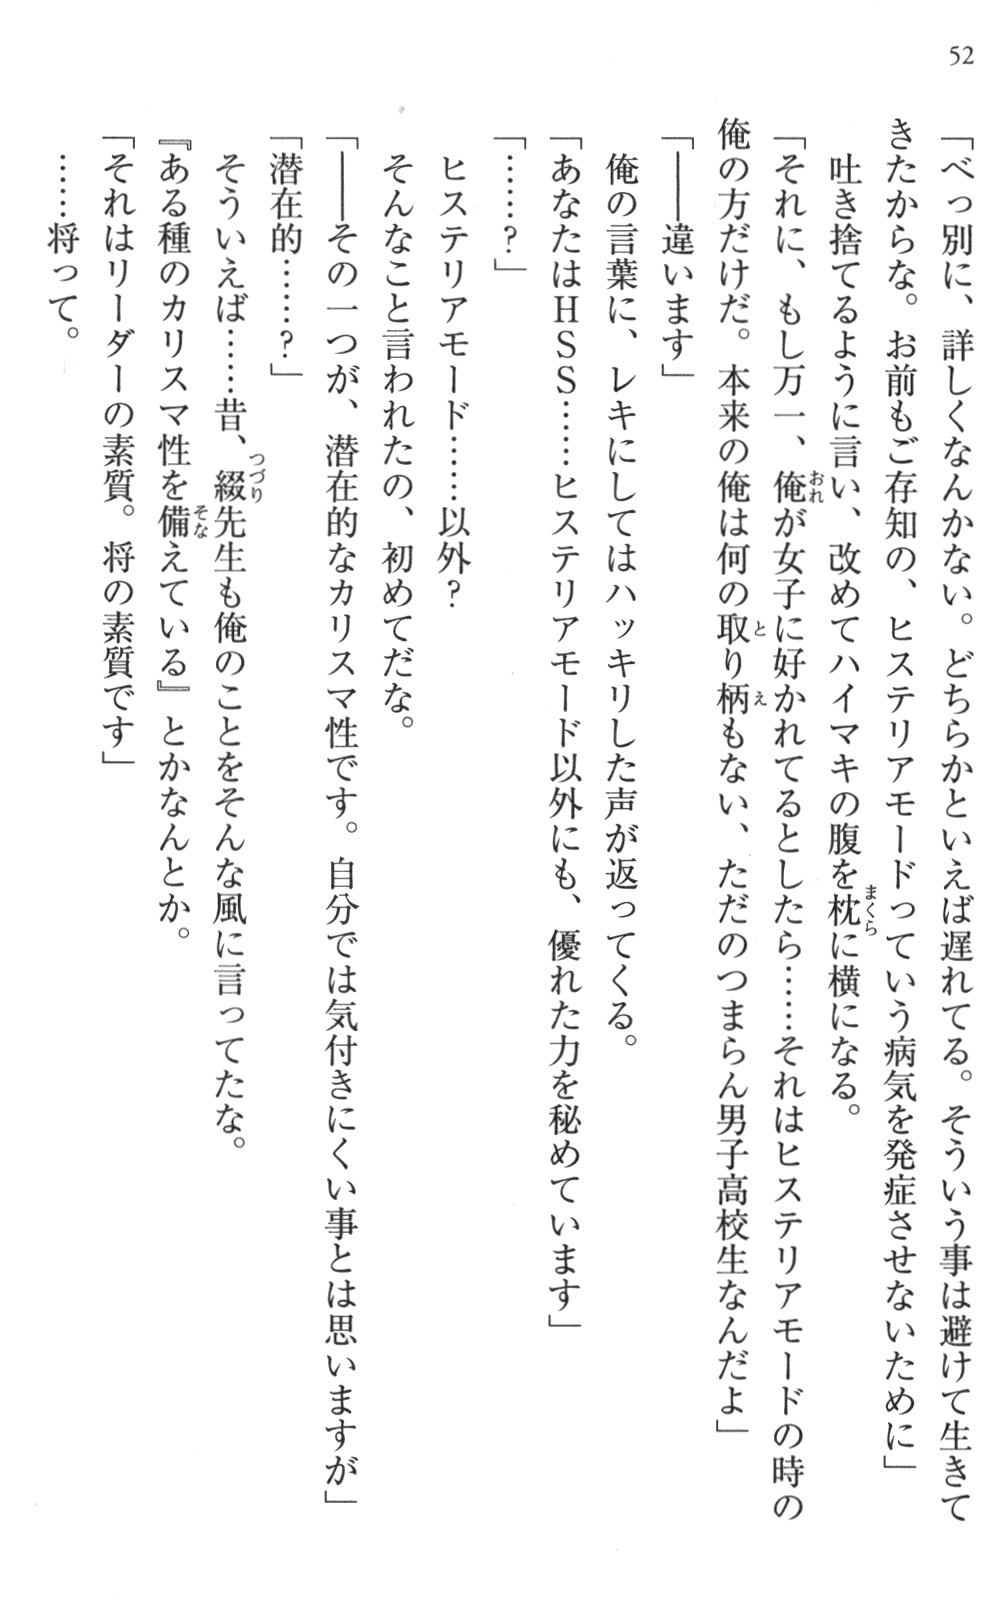 52
「べっ別に、詳しくなんかない。どちらかといえば遅れてる。そういう事は避けて生きて
きたからな。お前もご存知の、ヒステリアモードっていう病気を発症させないために」
吐き捨てるように言い、改めてハイマキの腹を枕に横になる。
「それに、もし万一、俺が女子に好かれてるとしたら……それはヒステリアモードの時の
俺の方だけだ。本来の俺は何の取り柄もない、ただのつまらん男子高校生なんだよ」
「――違います」
俺の言葉に、レキにしてはハッキリした声が返ってくる。
「あなたはＨＳＳ……ヒステリアモード以外にも、優れた力を秘めています」
「……？」
ヒステリアモード……以外？
そんなこと言われたの、初めてだな。
「――その一つが、潜在的なカリスマ性です。自分では気付きにくい事とは思いますが」
「潜在的……？」
そういえば……昔、綴先生も俺のことをそんな風に言ってたな。
『ある種のカリスマ性を備えている』とかなんとか。
「それはリーダーの素質。将の素質です」
……将って。